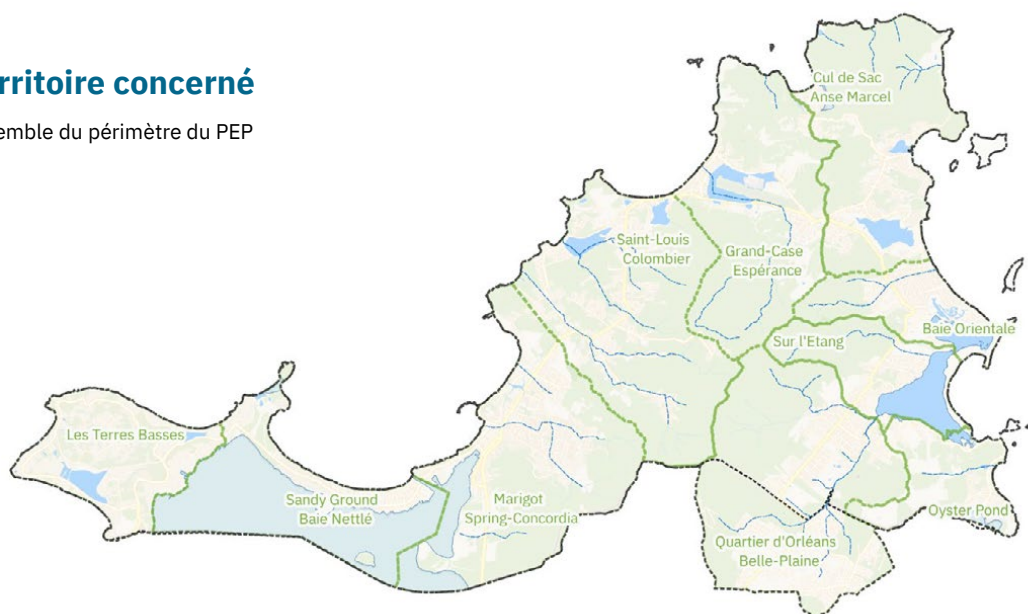 rritoire concerné
emble du périmètre du PEP
Cul de Sac
Anse Marcel
Saint-Louis
Colombier
Grand-Case
Espérance
Baie Orientale
Sur l'Etang
Les Terres Basses
Sandy Ground
Baie Nettlé
Marigot
Spring-Concordia
Oyster Pond
Quartier d'Orléans
Belle-Plaine